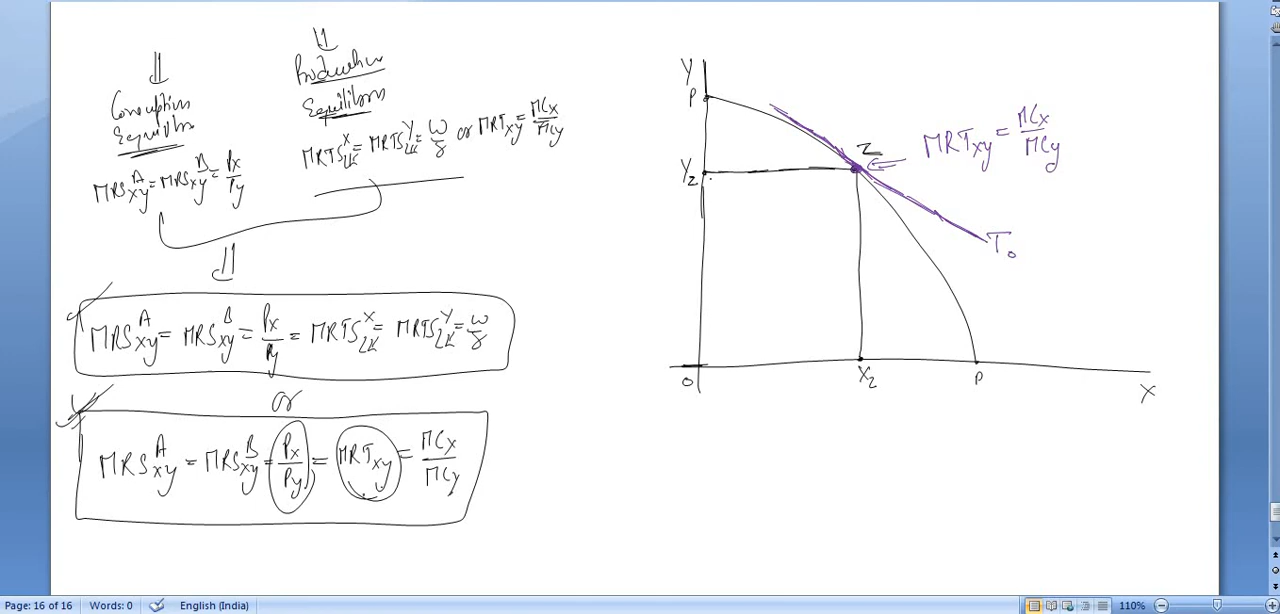 Production
Equilibrium
Consumption
Equilibrium
MRTS^X_LK = MRTS^Y_LK = w/r or MRT_xy = MCx/MCy
MRS^A_xy = MRS^B_xy = Px/Py
MRS^A_xy = MRS^B_xy = Px/Py = MRTS^X_LK = MRTS^Y_LK = w/r
or
MRS^A_xy = MRS^B_xy = Px/Py = MRT_xy = MCx/MCy
Y
P
Z
MRT_xy = MCx/MCy
Y2
T0
O
X2
P
X
Page: 16 of 16
Words: 0
English (India)
110%